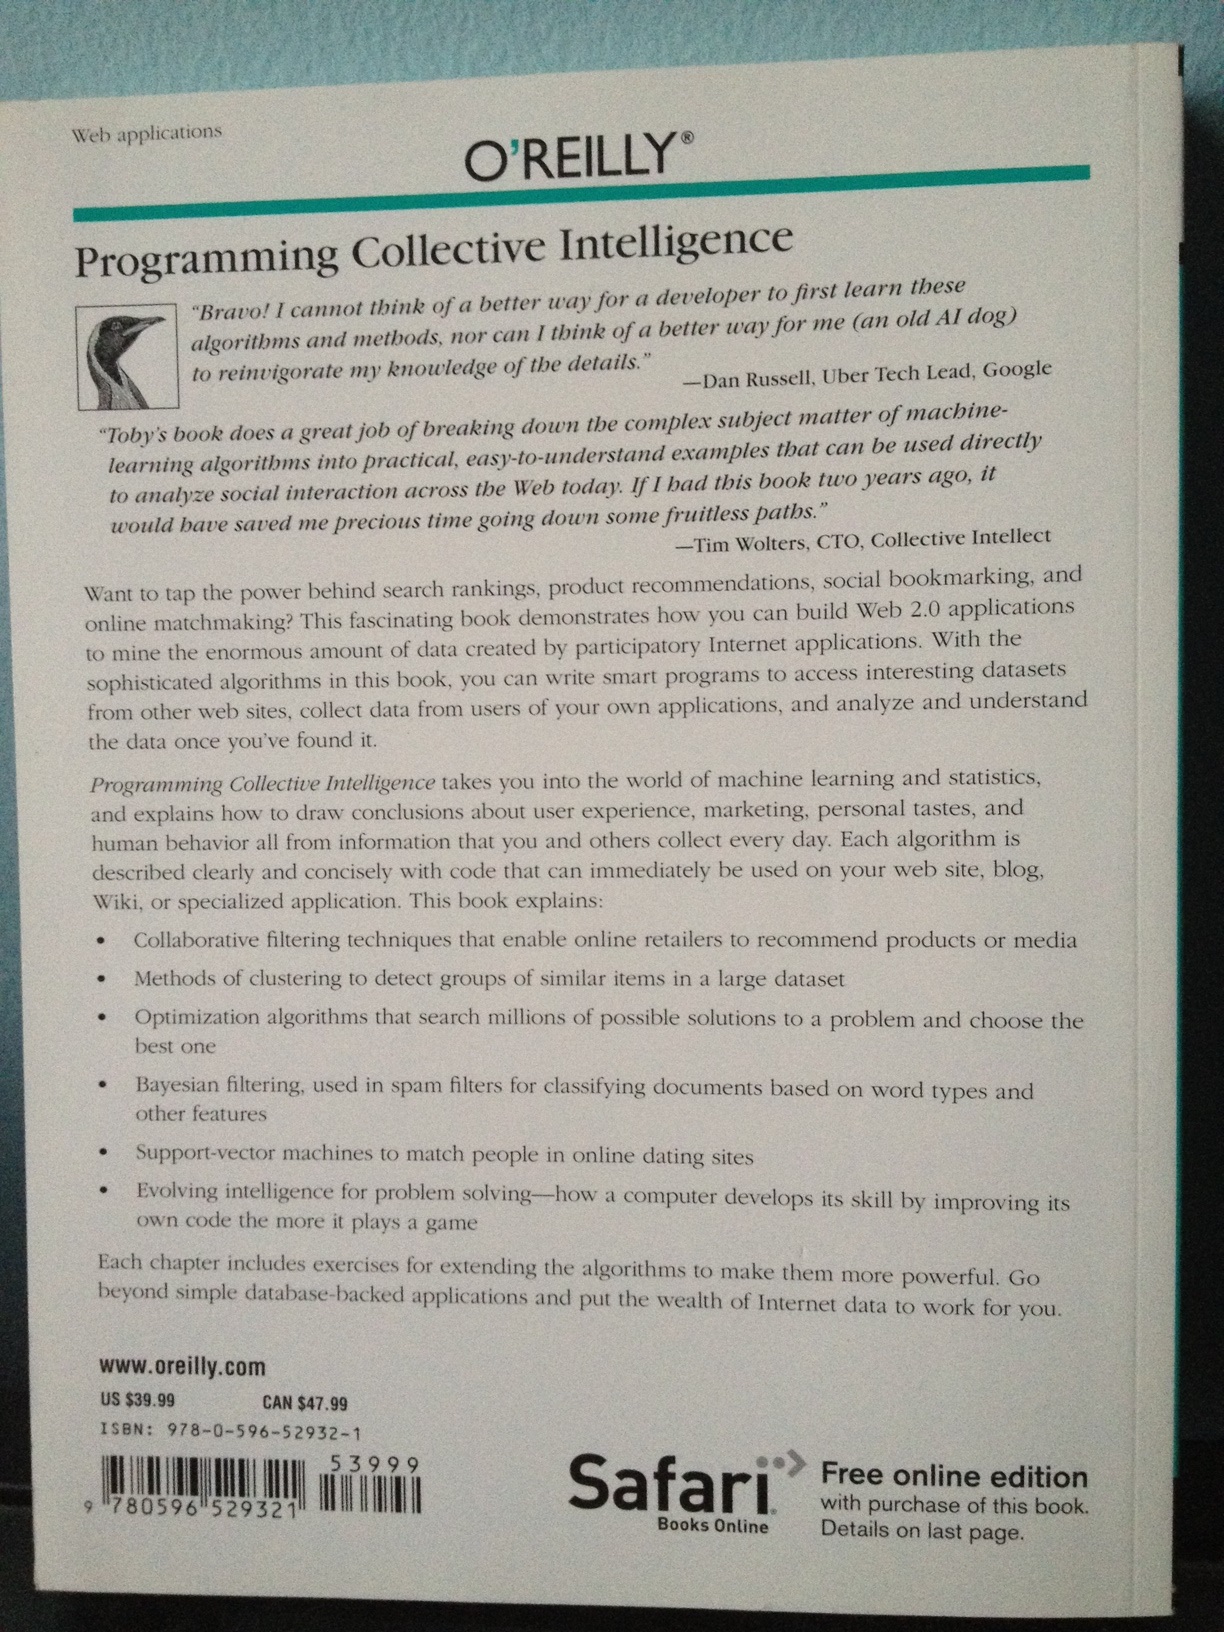 Web applications
O'REILLY®
Programming Collective Intelligence
“Bravo! I cannot think of a better way for a developer to first learn these
algorithms and methods, nor can I think of a better way for me (an old AI dog)
to reinvigorate my knowledge of the details.”
—Dan Russell, Uber Tech Lead, Google
“Toby's book does a great job of breaking down the complex subject matter of machine-
learning algorithms into practical, easy-to-understand examples that can be used directly
to analyze social interaction across the Web today. If I had this book two years ago, it
would have saved me precious time going down some fruitless paths.”
—Tim Wolters, CTO, Collective Intellect
Want to tap the power behind search rankings, product recommendations, social bookmarking, and
online matchmaking? This fascinating book demonstrates how you can build Web 2.0 applications
to mine the enormous amount of data created by participatory Internet applications. With the
sophisticated algorithms in this book, you can write smart programs to access interesting datasets
from other web sites, collect data from users of your own applications, and analyze and understand
the data once you've found it.
Programming Collective Intelligence takes you into the world of machine learning and statistics,
and explains how to draw conclusions about user experience, marketing, personal tastes, and
human behavior all from information that you and others collect every day. Each algorithm is
described clearly and concisely with code that can immediately be used on your web site, blog,
Wiki, or specialized application. This book explains:
• Collaborative filtering techniques that enable online retailers to recommend products or media
• Methods of clustering to detect groups of similar items in a large dataset
• Optimization algorithms that search millions of possible solutions to a problem and choose the
best one
• Bayesian filtering, used in spam filters for classifying documents based on word types and
other features
• Support-vector machines to match people in online dating sites
• Evolving intelligence for problem solving—how a computer develops its skill by improving its
own code the more it plays a game
Each chapter includes exercises for extending the algorithms to make them more powerful. Go
beyond simple database-backed applications and put the wealth of Internet data to work for you.
www.oreilly.com
US $39.99 CAN $47.99
ISBN: 978-0-596-52932-1
53999
9 780596 529321
Safari
Books Online
Free online edition
with purchase of this book.
Details on last page.